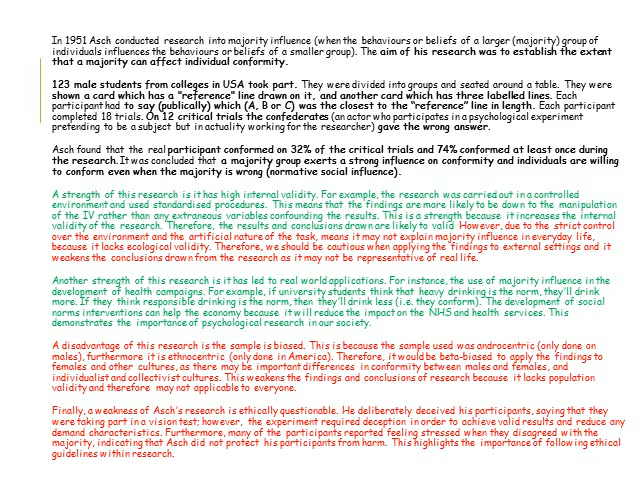 In 1951 Asch conducted research into majority influence (when the behaviours or beliefs of a larger (majority) group of
individuals influences the behaviours or beliefs of a smaller group). The aim of his research was to establish the extent
that a majority can affect individual conformity.
123 male students from colleges in USA took part. They were divided into groups and seated around a table. They were
shown a card which has a "reference" line drawn on it, and another card which has three labelled lines. Each
participant had to say (publically) which (A, B or C) was the closest to the "reference" line in length. Each participant
completed 18 trials. On 12 critical trials the confederates (an actor who participates in a psychological experiment
pretending to be a subject but in actuality working for the researcher) gave the wrong answer.
Asch found that the real participant conformed on 32% of the critical trials and 74% conformed at least once during
the research. It was concluded that a majority group exerts a strong influence on conformity and individuals are willing
to conform even when the majority is wrong (normative social influence).
A strength of this research is it has high internal validity. For example, the research was carried out in a controlled
environment and used standardised procedures. This means that the findings are more likely to be down to the manipulation
of the IV rather than any extraneous variables confounding the results. This is a strength because it increases the internal
validity of the research. Therefore, the results and conclusions drawn are likely to valid However, due to the strict control
over the environment and the artificial nature of the task, means it may not explain majority influence in everyday life,
because it lacks ecological validity. Therefore, we should be cautious when applying the findings to external settings and it
weakens the conclusions drawn from the research as it may not be representative of real life.
Another strength of this research is it has led to real world applications. For instance, the use of majority influence in the
development of health campaigns. For example, if university students think that heavy drinking is the norm, they'll drink
more. If they think responsible drinking is the norm, then they'll drink less (i.e. they conform). The development of social
norms interventions can help the economy because it will reduce the impact on the NHS and health services. This
demonstrates the importance of psychological research in our society.
A disadvantage of this research is the sample is biased. This is because the sample used was androcentric (only done on
males), furthermore it is ethnocentric (only done in America). Therefore, it would be beta-biased to apply the findings to
females and other cultures, as there may be important differences in conformity between males and females, and
individualist and collectivist cultures. This weakens the findings and conclusions of research because it lacks population
validity and therefore may not applicable to everyone.
Finally, a weakness of Asch's research is ethically questionable. He deliberately deceived his participants, saying that they
were taking part in a vision test; however, the experiment required deception in order to achieve valid results and reduce any
demand characteristics. Furthermore, many of the participants reported feeling stressed when they disagreed with the
majority, indicating that Asch did not protect his participants from harm. This highlights the importance of following ethical
guidelines within research.